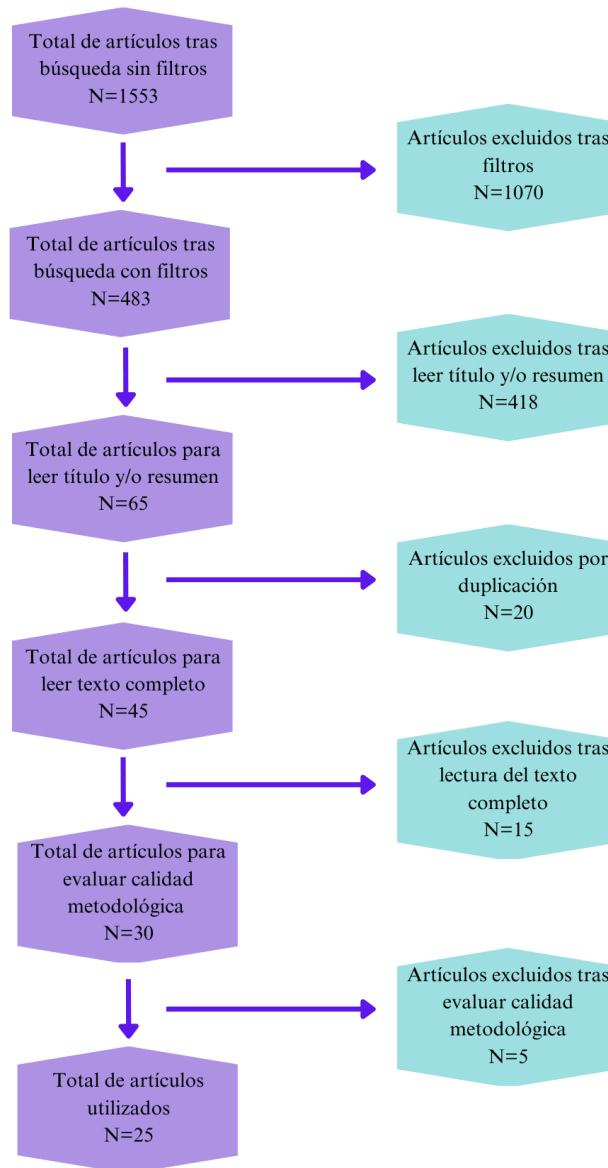 Total de artículos tras
búsqueda sin filtros
N=1553
Artículos excluidos tras
filtros
N=1070
Total de artículos tras
búsqueda con filtros
N=483
Artículos excluidos tras
leer título y/o resumen
N=418
Total de artículos para
leer título y/o resumen
N=65
Artículos excluidos por
duplicación
N=20
Total de artículos para
leer texto completo
N=45
Artículos excluidos tras
lectura del texto
completo
N=15
Total de artículos para
evaluar calidad
metodológica
N=30
Artículos excluidos tras
evaluar calidad
metodológica
N=5
Total de artículos
utilizados
N=25